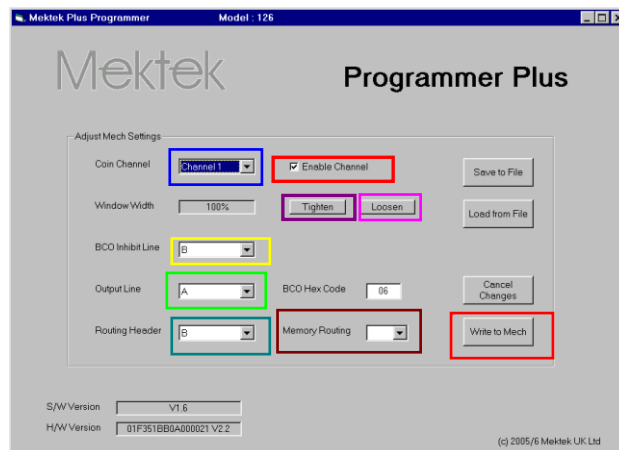 Mektek Plus Programmer Model : 126
Mektek
Programmer Plus
Adjust Mech Settings
Coin Channel Channel 1 Enable Channel Save to File
Window Width 100% Tighten Loosen Load from File
BCO Inhibit Line B
Output Line A BCO Hex Code 06 Cancel Changes
Routing Header B Memory Routing Write to Mech
S/W Version V1.6
H/W Version 01F351BB0A000021 V2.2
(c) 2005/6 Mektek UK Ltd